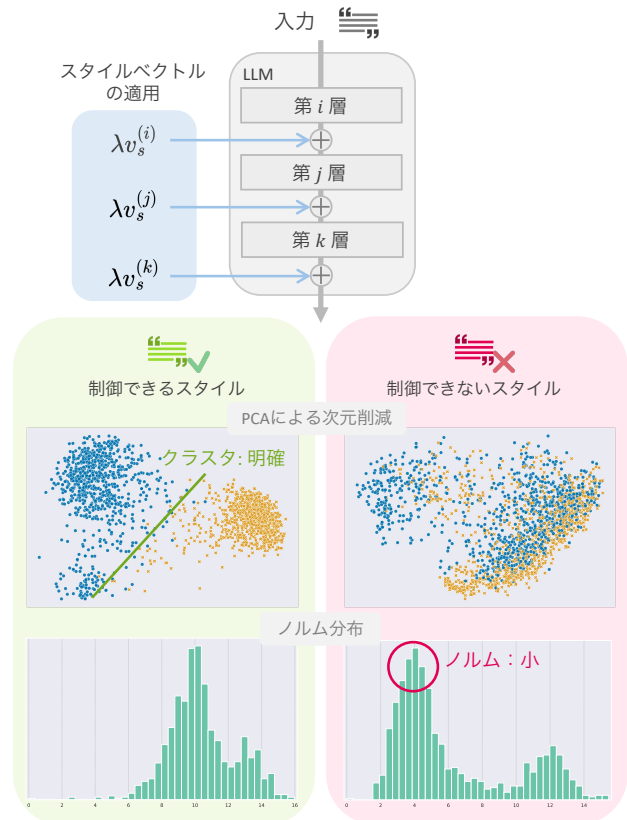 入力
スタイルベクトル
の適用
LLM
第 i 層
λv_s^{(i)}
第 j 層
λv_s^{(j)}
第 k 層
λv_s^{(k)}
制御できるスタイル
制御できないスタイル
PCAによる次元削減
クラスタ: 明確
ノルム分布
ノルム：小
0 2 4 6 8 10 12 14 16
0 2 4 6 8 10 12 14